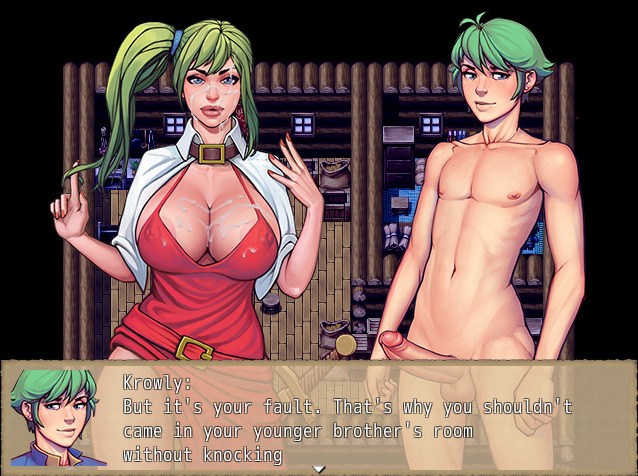 Krowly:
But it's your fault. That's why you shouldn't
came in your younger brother's room
without knocking